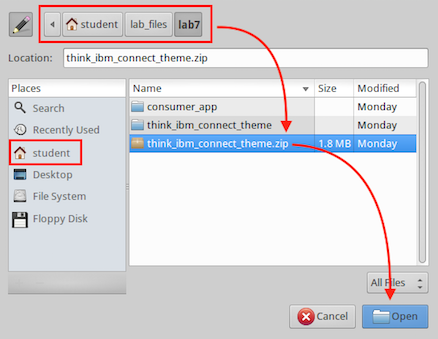 student lab_files lab7
Location: think_ibm_connect_theme.zip
Places
Search
Recently Used
student
Desktop
File System
Floppy Disk
Name Size Modified
consumer_app Monday
think_ibm_connect_theme Monday
think_ibm_connect_theme.zip 1.8 MB Monday
All Files
Cancel Open